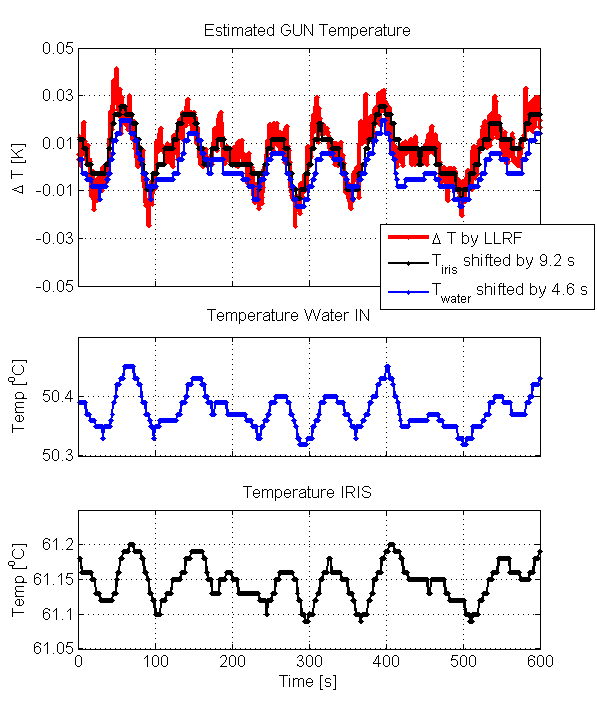 Estimated GUN Temperature
0.05
0.03
0.01
-0.01
-0.03
-0.05
Δ T [K]
Δ T by LLRF
Tiris shifted by 9.2 s
Twater shifted by 4.6 s
Temperature Water IN
50.4
50.3
Temp [⁰C]
Temperature IRIS
61.2
61.15
61.1
61.05
Temp [⁰C]
0 100 200 300 400 500 600
Time [s]